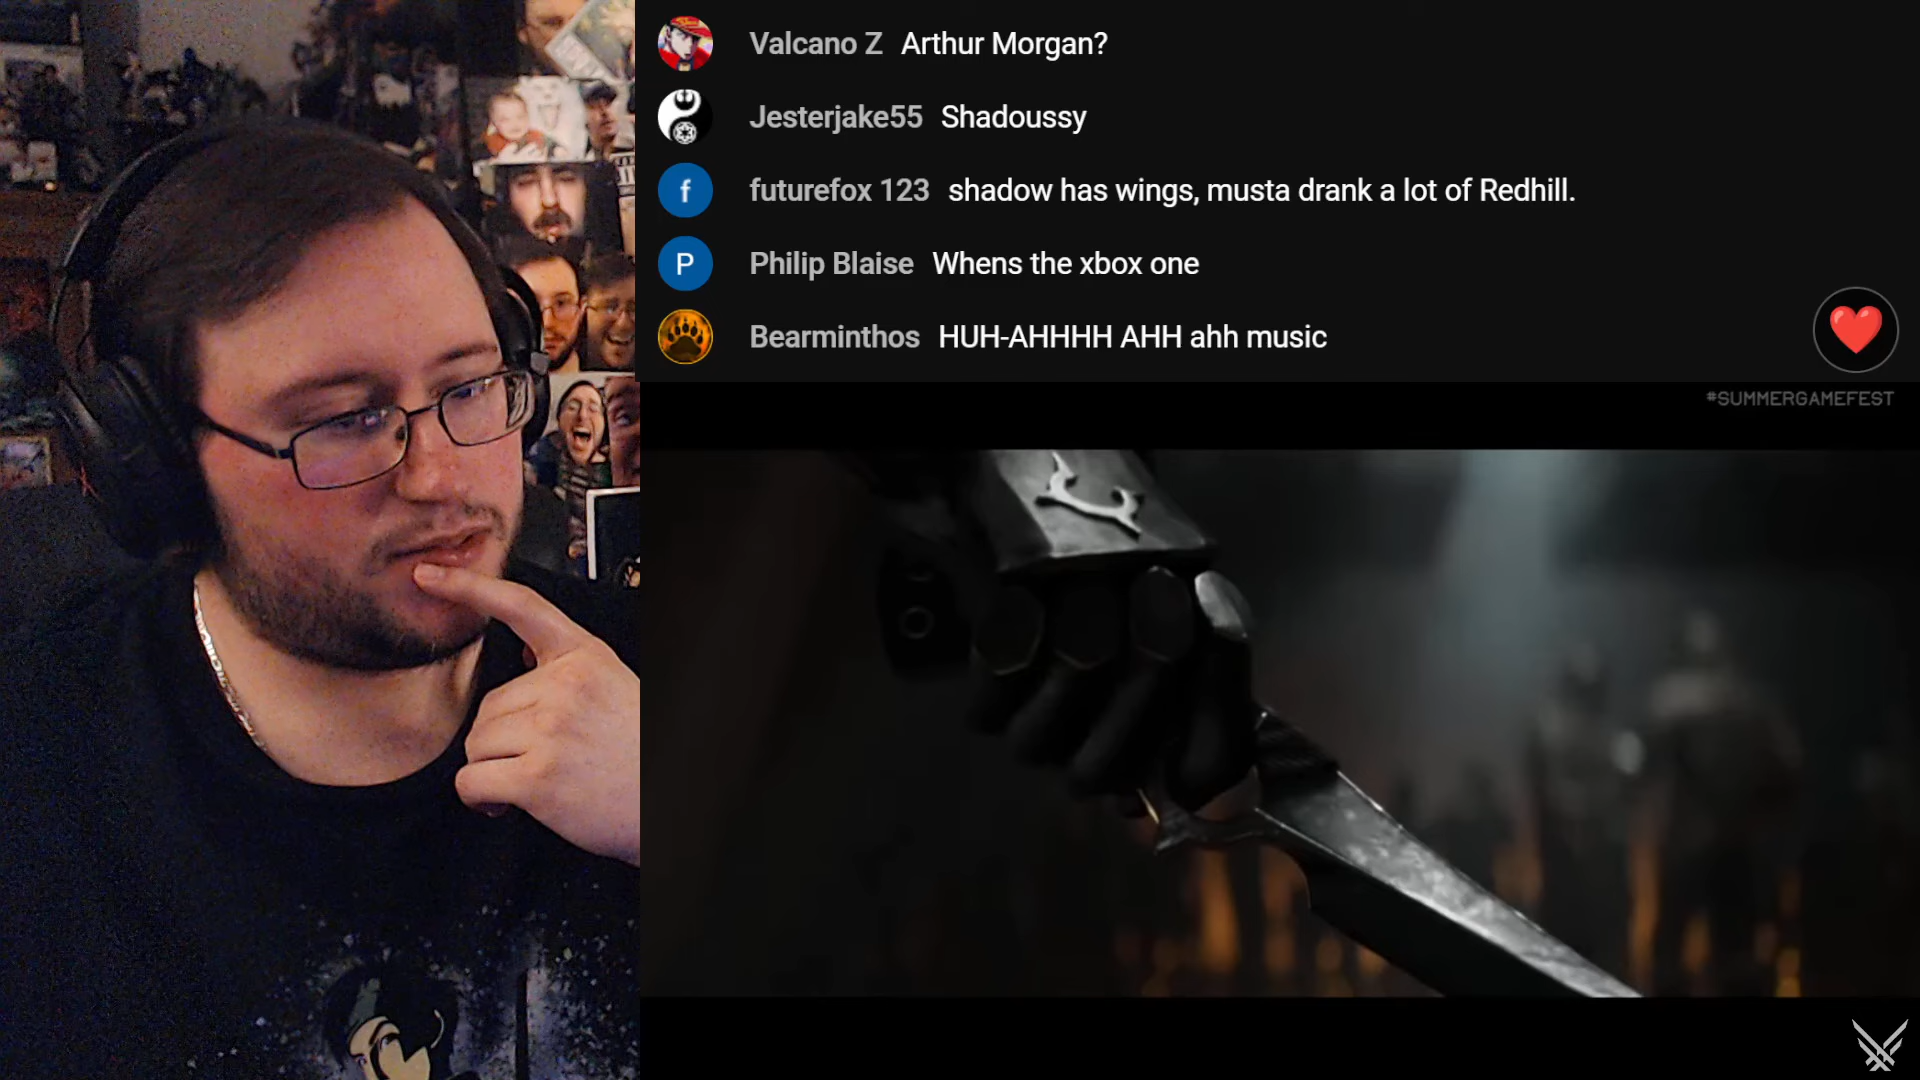 Valcano Z Arthur Morgan?
Jesterjake55 Shadoussy
f futurefox 123 shadow has wings, musta drank a lot of Redhill.
P Philip Blaise Whens the xbox one
Bearminthos HUH-AHHHH AHH ahh music
#SUMMERGAMEFEST